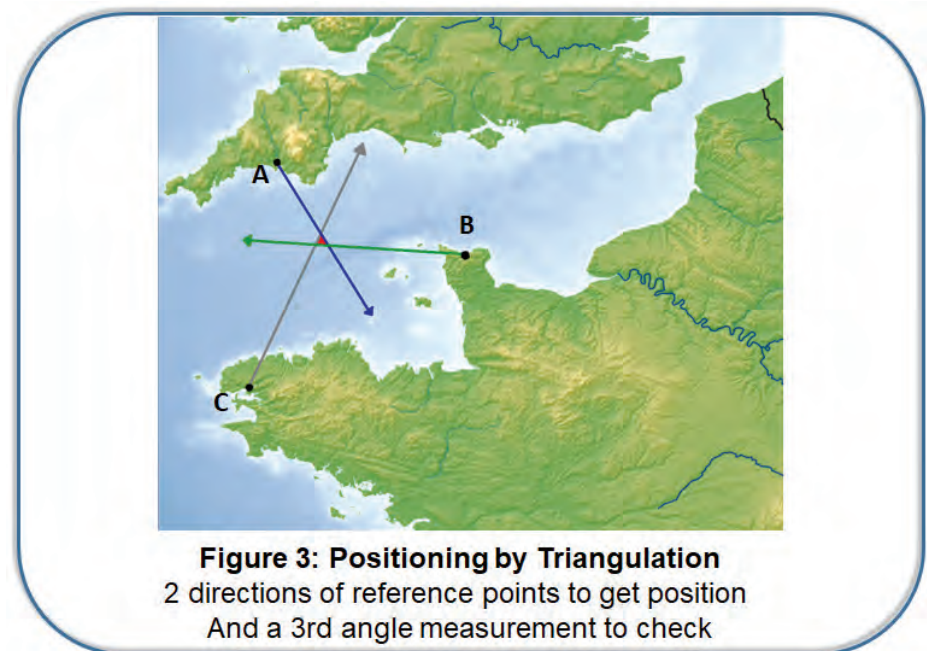 A
B
C
Figure 3: Positioning by Triangulation
2 directions of reference points to get position
And a 3rd angle measurement to check